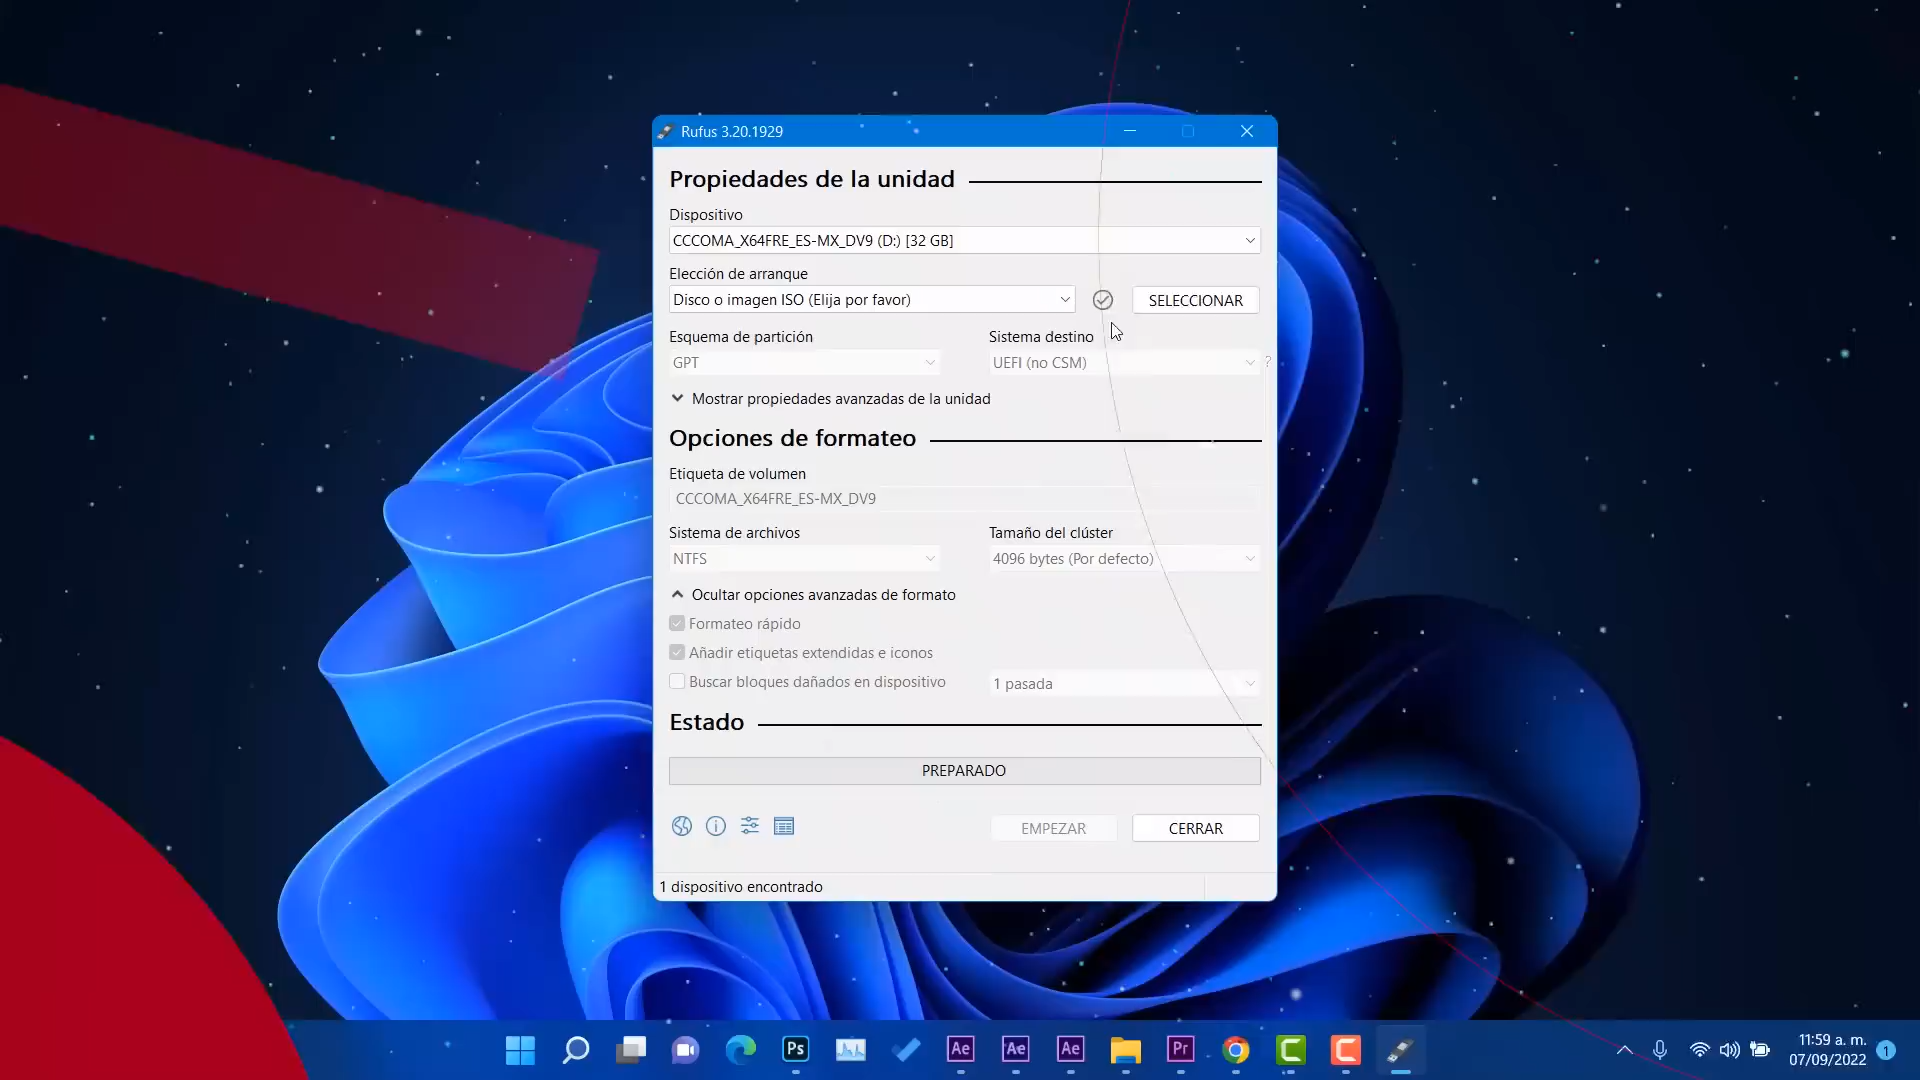 Rufus 3.20.1929
Propiedades de la unidad
Dispositivo
CCCOMA_X64FRE_ES-MX_DV9 (D:) [32 GB]
Elección de arranque
Disco o imagen ISO (Elija por favor)
SELECCIONAR
Esquema de partición
Sistema destino
GPT
UEFI (no CSM)
?
Mostrar propiedades avanzadas de la unidad
Opciones de formateo
Etiqueta de volumen
CCCOMA_X64FRE_ES-MX_DV9
Sistema de archivos
Tamaño del clúster
NTFS
4096 bytes (Por defecto)
Ocultar opciones avanzadas de formato
Formateo rápido
Añadir etiquetas extendidas e iconos
Buscar bloques dañados en dispositivo
1 pasada
Estado
PREPARADO
EMPEZAR
CERRAR
1 dispositivo encontrado
Ps
Ae
Ae
Ae
Pr
C
C
11:59 a. m.
07/09/2022
1